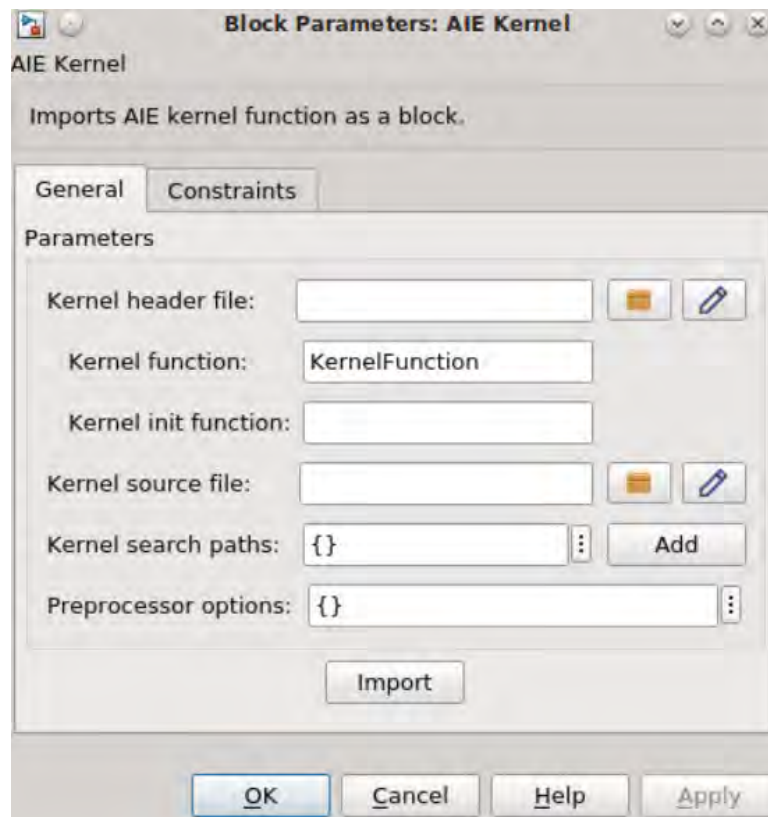 Block Parameters: AIE Kernel
AIE Kernel
Imports AIE kernel function as a block.
General Constraints
Parameters
Kernel header file:
Kernel function: KernelFunction
Kernel init function:
Kernel source file:
Kernel search paths: {} Add
Preprocessor options: {}
Import
OK Cancel Help Apply